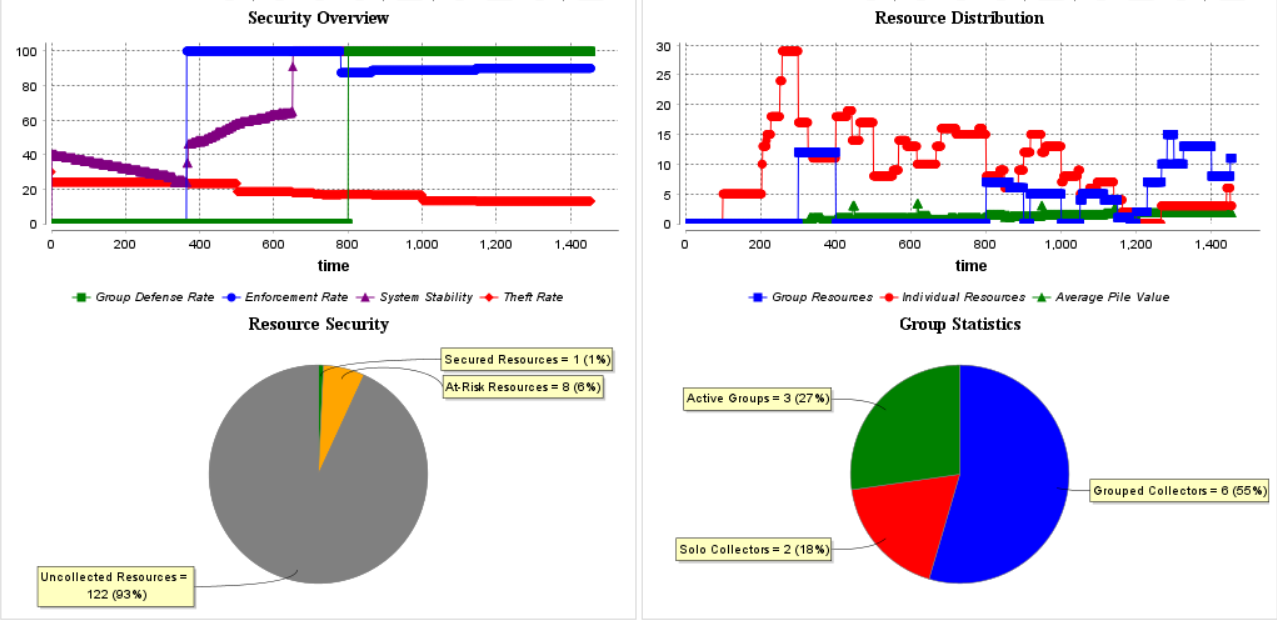 Security Overview
100
80
60
40
20
0
0 200 400 600 800 1,000 1,200 1,400
time
Group Defense Rate Enforcement Rate System Stability Theft Rate
Resource Distribution
30
25
20
15
10
5
0
0 200 400 600 800 1,000 1,200 1,400
time
Group Resources Individual Resources Average Pile Value
Resource Security
Secured Resources = 1 (1%)
At-Risk Resources = 8 (6%)
Uncollected Resources =
122 (93%)
Group Statistics
Active Groups = 3 (27%)
Grouped Collectors = 6 (55%)
Solo Collectors = 2 (18%)